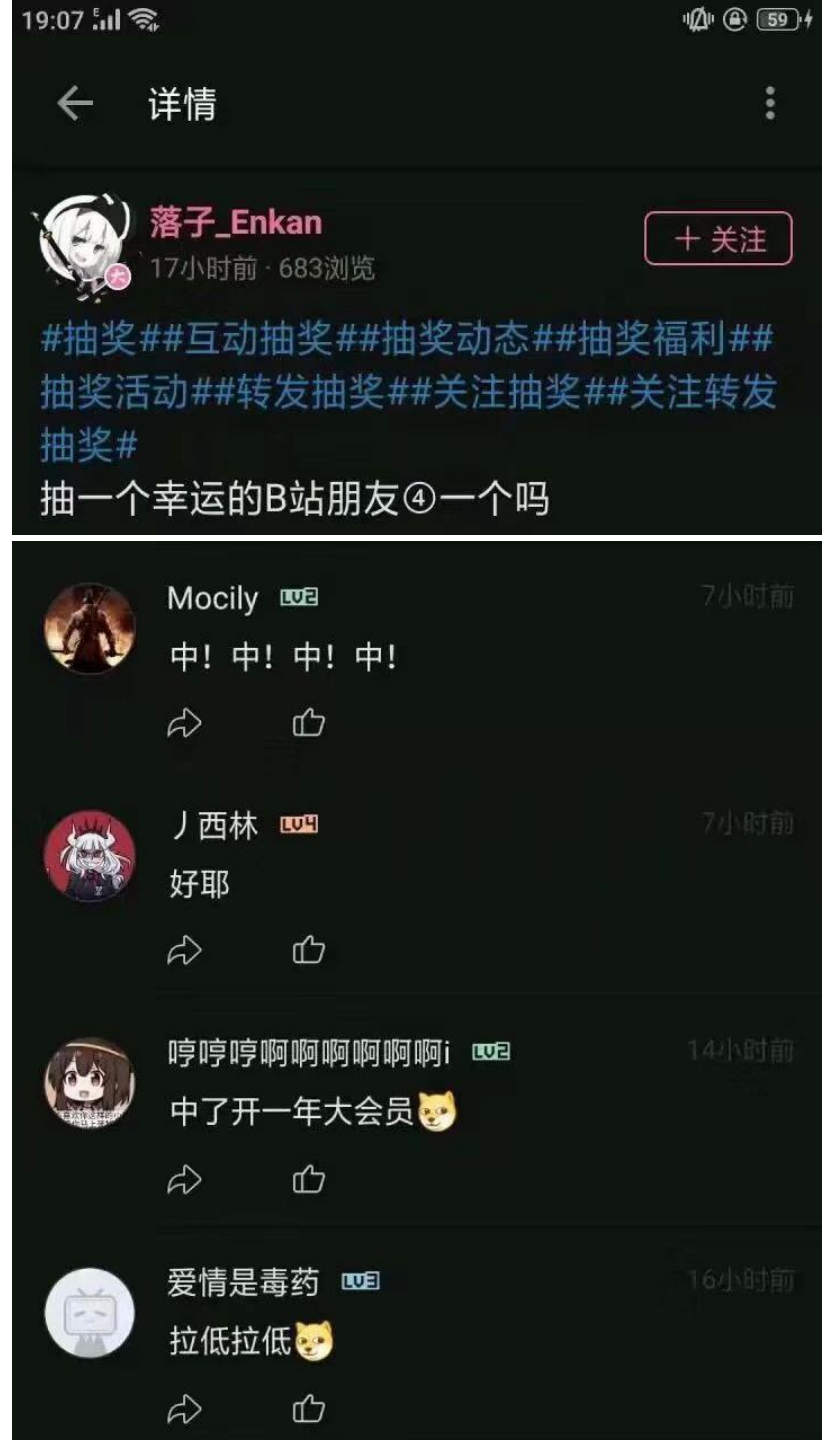 19:07
59
详情
落子_Enkan
17小时前 · 683浏览
+ 关注
大
#抽奖##互动抽奖##抽奖动态##抽奖福利##
抽奖活动##转发抽奖##关注抽奖##关注转发
抽奖#
抽一个幸运的B站朋友④一个吗
Mocily LV2
7小时前
中！中！中！中！
丿西林 LV4
7小时前
好耶
哼哼哼啊啊啊啊啊啊i LV2
14小时前
中了开一年大会员
爱情是毒药 LV3
16小时前
拉低拉低